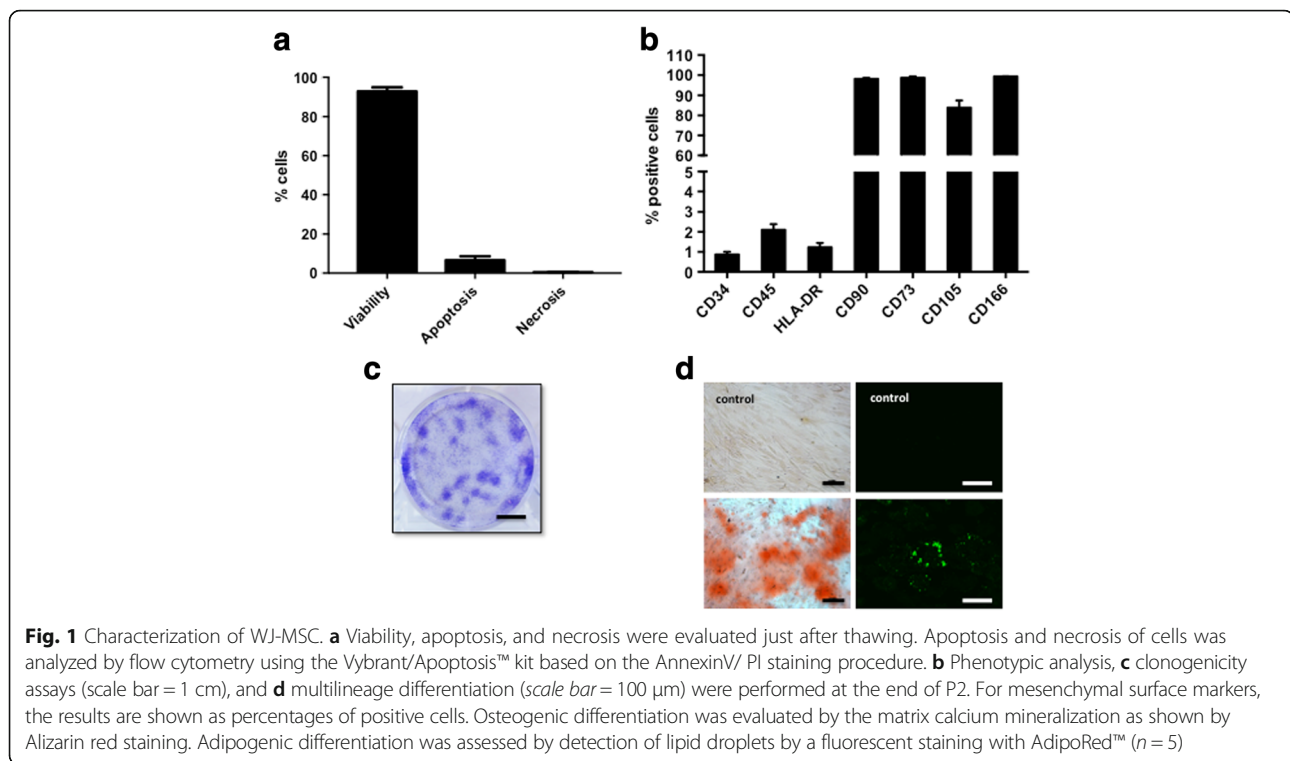 a
100
80
60
40
20
0
% cells
Viability
Apoptosis
Necrosis
b
110
100
90
80
70
60
5
4
3
2
1
0
% positive cells
CD34
CD45
HLA-DR
CD90
CD73
CD105
CD166
c
d
control
control
Fig. 1 Characterization of WJ-MSC. a Viability, apoptosis, and necrosis were evaluated just after thawing. Apoptosis and necrosis of cells was
analyzed by flow cytometry using the Vybrant/Apoptosis™ kit based on the AnnexinV/ PI staining procedure. b Phenotypic analysis, c clonogenicity
assays (scale bar = 1 cm), and d multilineage differentiation (scale bar = 100 μm) were performed at the end of P2. For mesenchymal surface markers,
the results are shown as percentages of positive cells. Osteogenic differentiation was evaluated by the matrix calcium mineralization as shown by
Alizarin red staining. Adipogenic differentiation was assessed by detection of lipid droplets by a fluorescent staining with AdipoRed™ (n = 5)